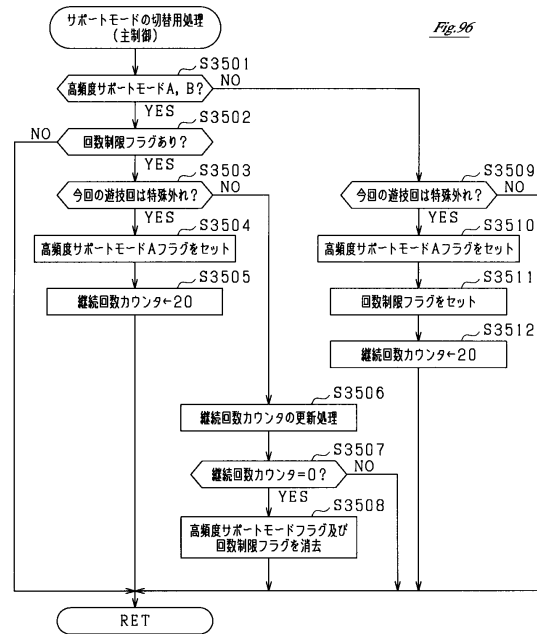 Fig.96
サポートモードの切替用処理
(主制御)
S3501
高頻度サポートモードA, B?
NO
YES
S3502
NO
回数制限フラグあり?
YES
S3503
今回の遊技回は特殊外れ?
NO
YES
S3504
高頻度サポートモードAフラグをセット
S3505
継続回数カウンタ←20
S3509
今回の遊技回は特殊外れ?
NO
YES
S3510
高頻度サポートモードAフラグをセット
S3511
回数制限フラグをセット
S3512
継続回数カウンタ←20
S3506
継続回数カウンタの更新処理
S3507
継続回数カウンタ=0?
NO
YES
S3508
高頻度サポートモードフラグ及び
回数制限フラグを消去
RET